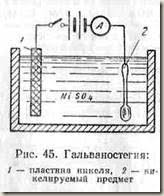 1
A
2
NiSO4
Рис. 45. Гальваностегия:
1 — пластина никеля, 2 — ни-
келируемый предмет